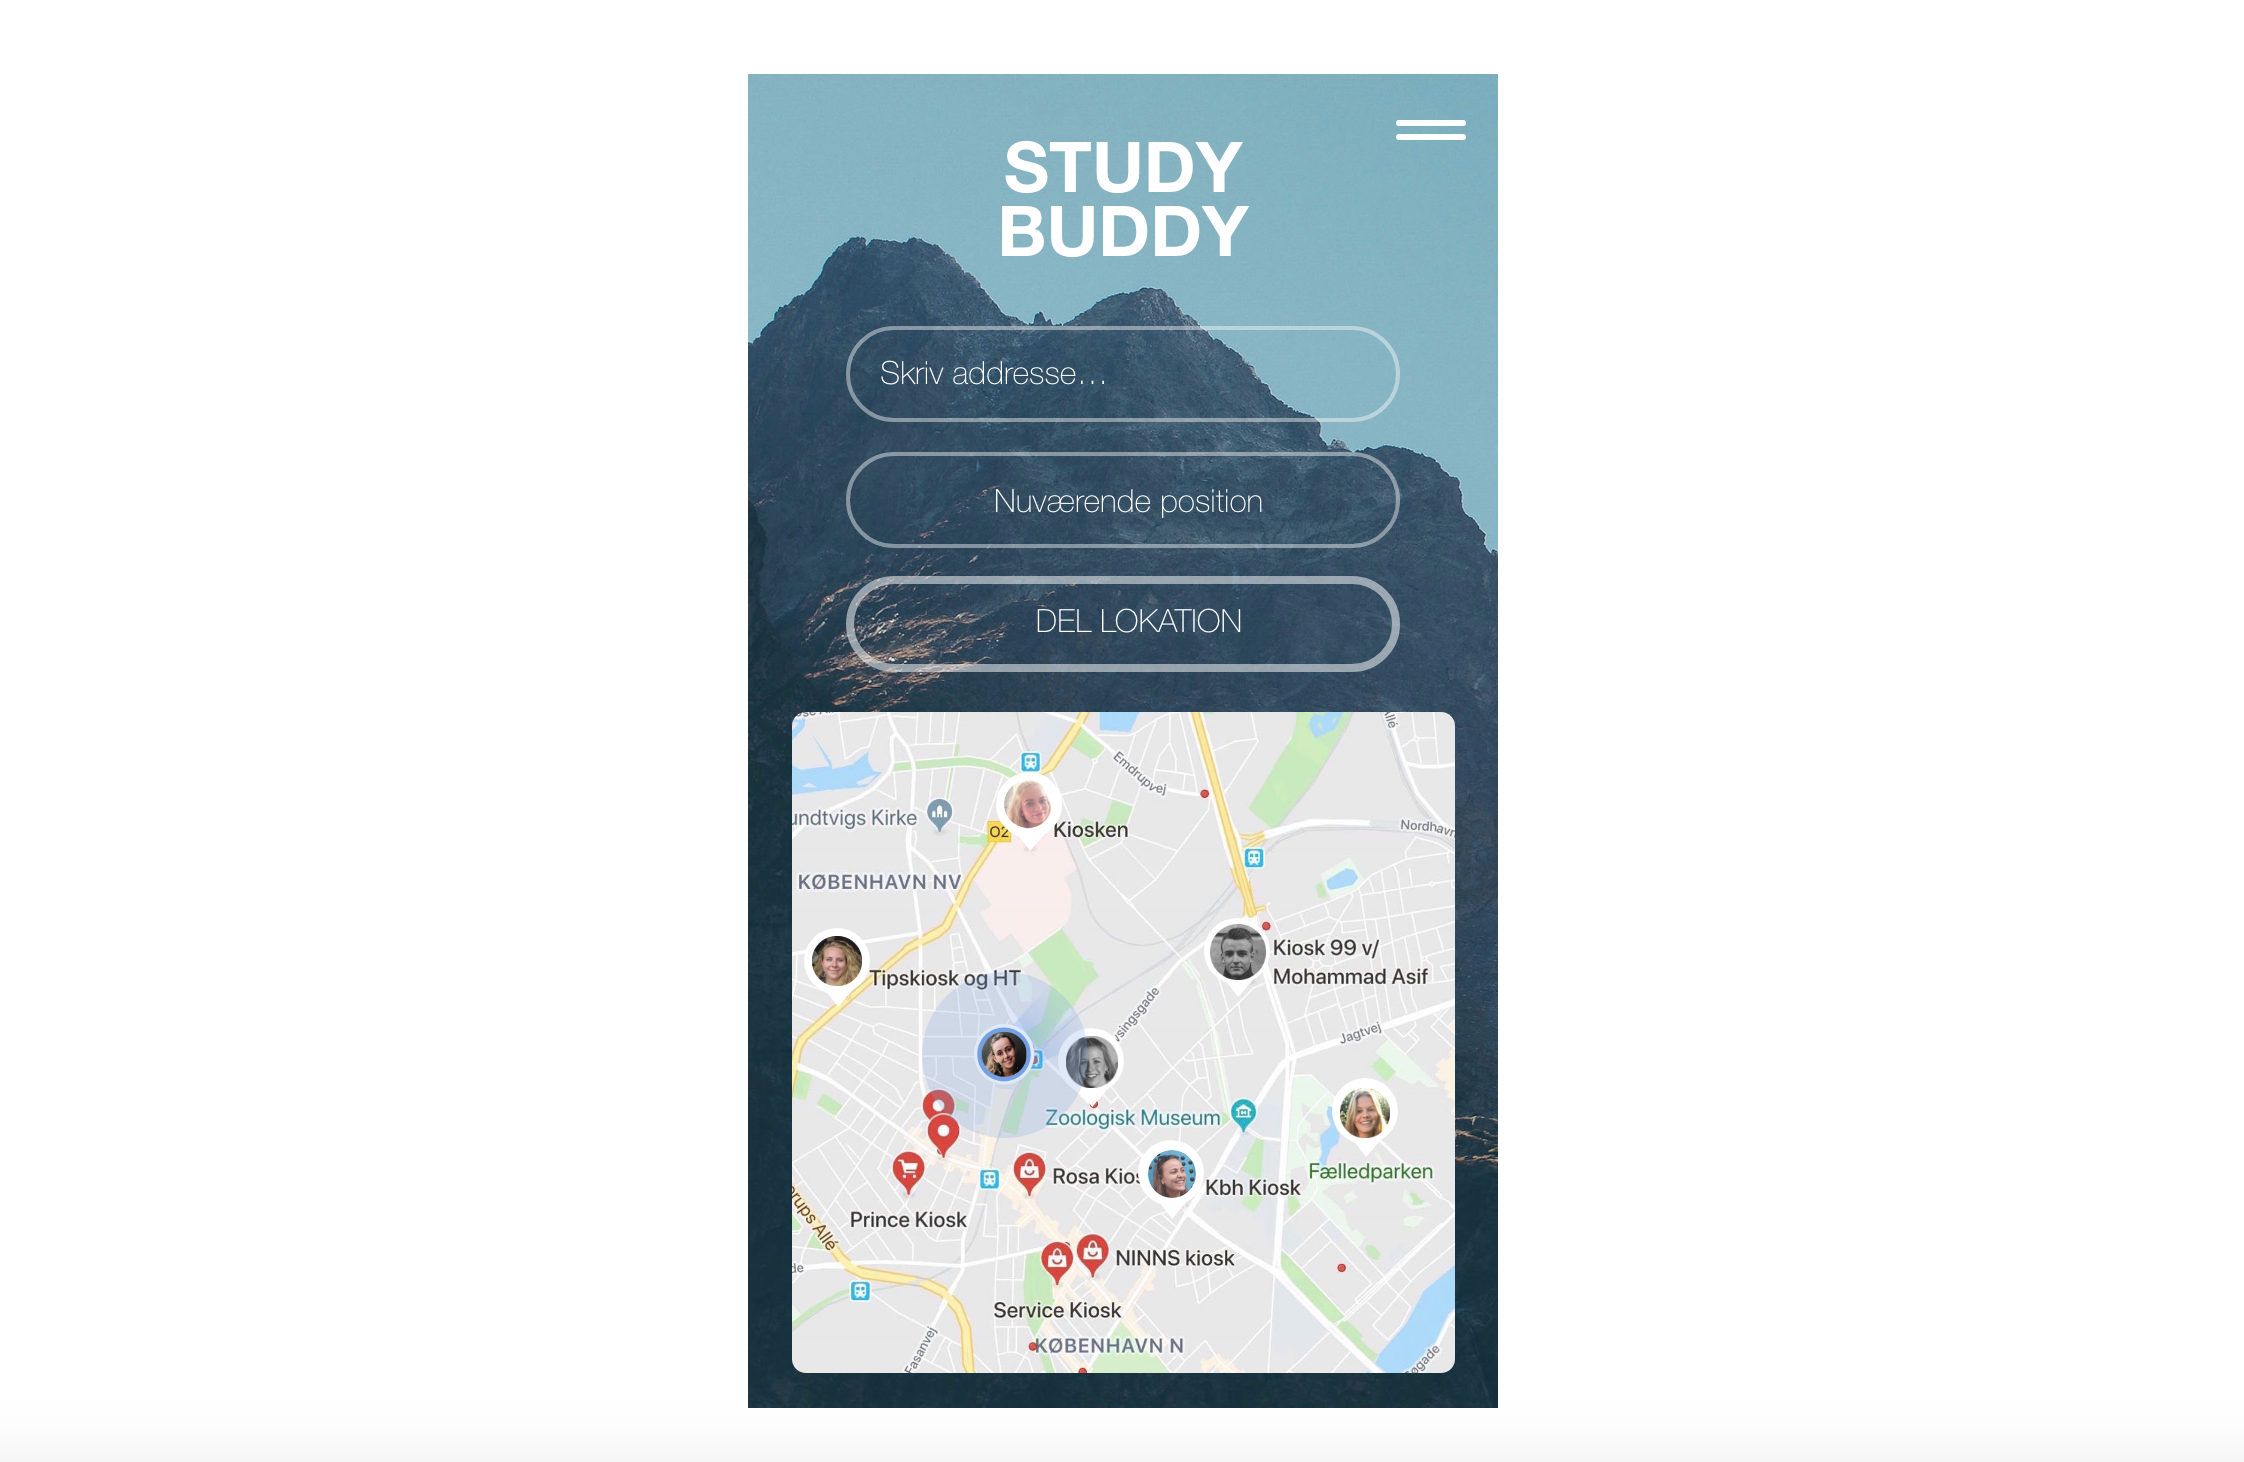 STUDY
BUDDY
Skriv addresse...
Nuværende position
DEL LOKATION
Emdrupvej
undtvigs Kirke
O2
Kiosken
Nordhavn
KØBENHAVN NV
Kiosk 99 v/
Mohammad Asif
Tipskiosk og HT
Jagtvej
Zoologisk Museum
Fælledparken
Rosa Kios
Kbh Kiosk
Prince Kiosk
NINNS kiosk
Service Kiosk
KØBENHAVN N
Fasanvej